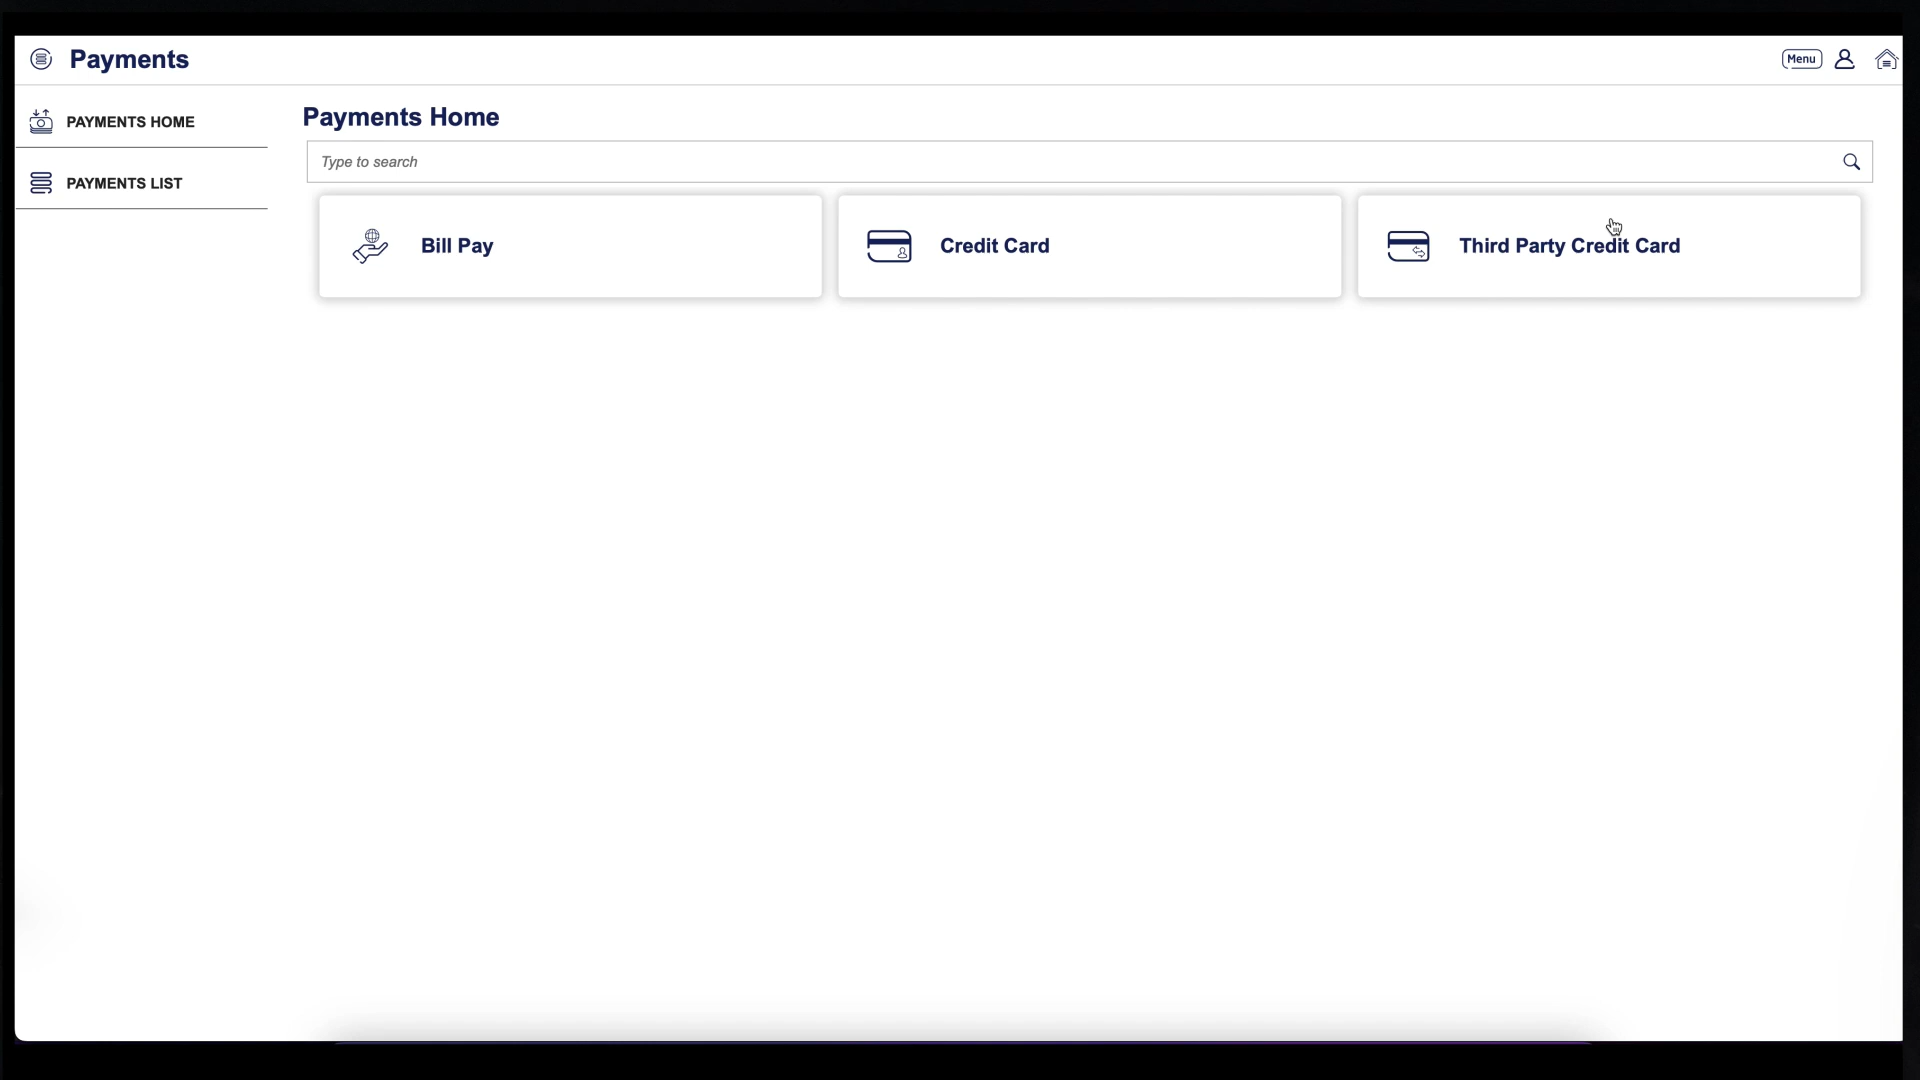 Payments
Menu
PAYMENTS HOME
PAYMENTS LIST
Payments Home
Type to search
Bill Pay
Credit Card
Third Party Credit Card